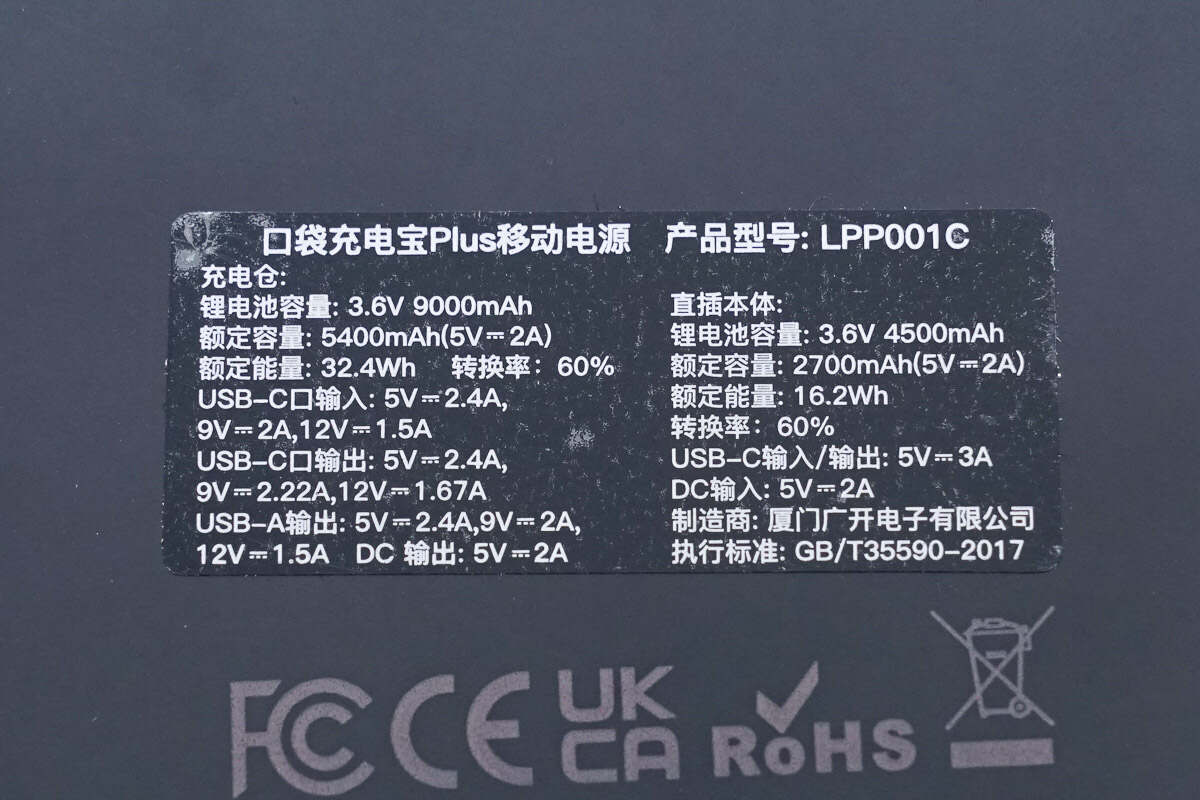 口袋充电宝Plus移动电源 产品型号: LPP001C
充电仓:
锂电池容量: 3.6V 9000mAh
额定容量: 5400mAh(5V⎓2A)
额定能量: 32.4Wh 转换率: 60%
USB-C口输入: 5V⎓2.4A,
9V⎓2A,12V⎓1.5A
USB-C口输出: 5V⎓2.4A,
9V⎓2.22A,12V⎓1.67A
USB-A输出: 5V⎓2.4A,9V⎓2A,
12V⎓1.5A DC 输出: 5V⎓2A
直插本体:
锂电池容量: 3.6V 4500mAh
额定容量: 2700mAh(5V⎓2A)
额定能量: 16.2Wh
转换率: 60%
USB-C输入/输出: 5V⎓3A
DC输入: 5V⎓2A
制造商: 厦门广开电子有限公司
执行标准: GB/T35590-2017
FC CE UK
CA RoHS